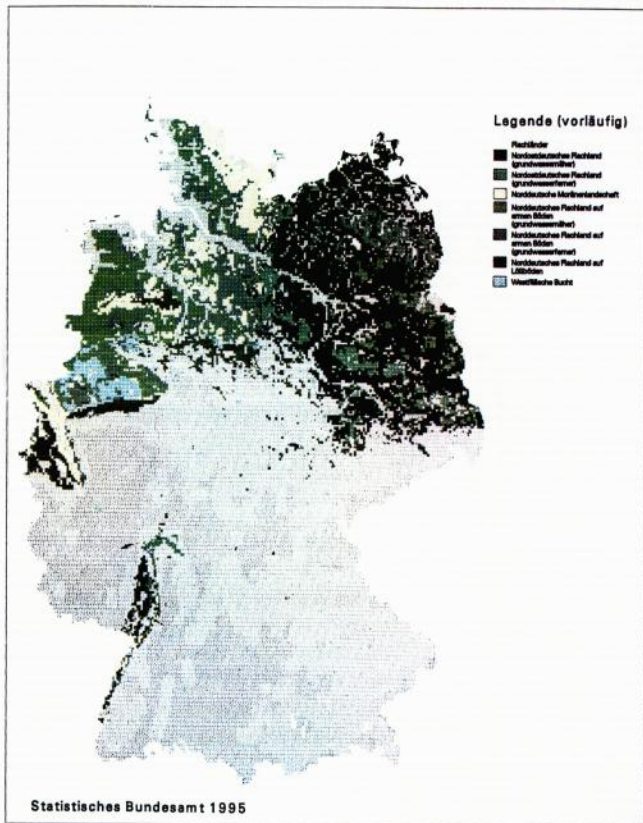 Legende (vorläufig)
Flachländer
Nordostdeutsches Flachland
(grundwassernäher)
Nordostdeutsches Flachland
(grundwasserferner)
Norddeutsche Moränenlandschaft
Norddeutsches Flachland auf
armen Böden
(grundwassernäher)
Norddeutsches Flachland auf
armen Böden
(grundwasserferner)
Norddeutsches Flachland auf
Lößböden
Westfälische Bucht
Statistisches Bundesamt 1995